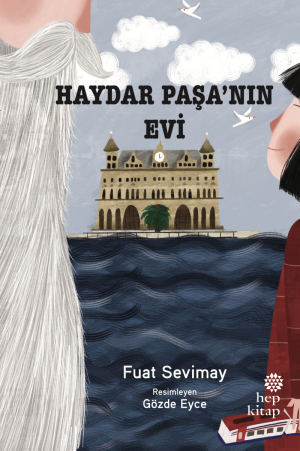 HAYDAR PAŞA'NIN
EVİ
Fuat Sevimay
Resimleyen
Gözde Eyce
hep
kitap